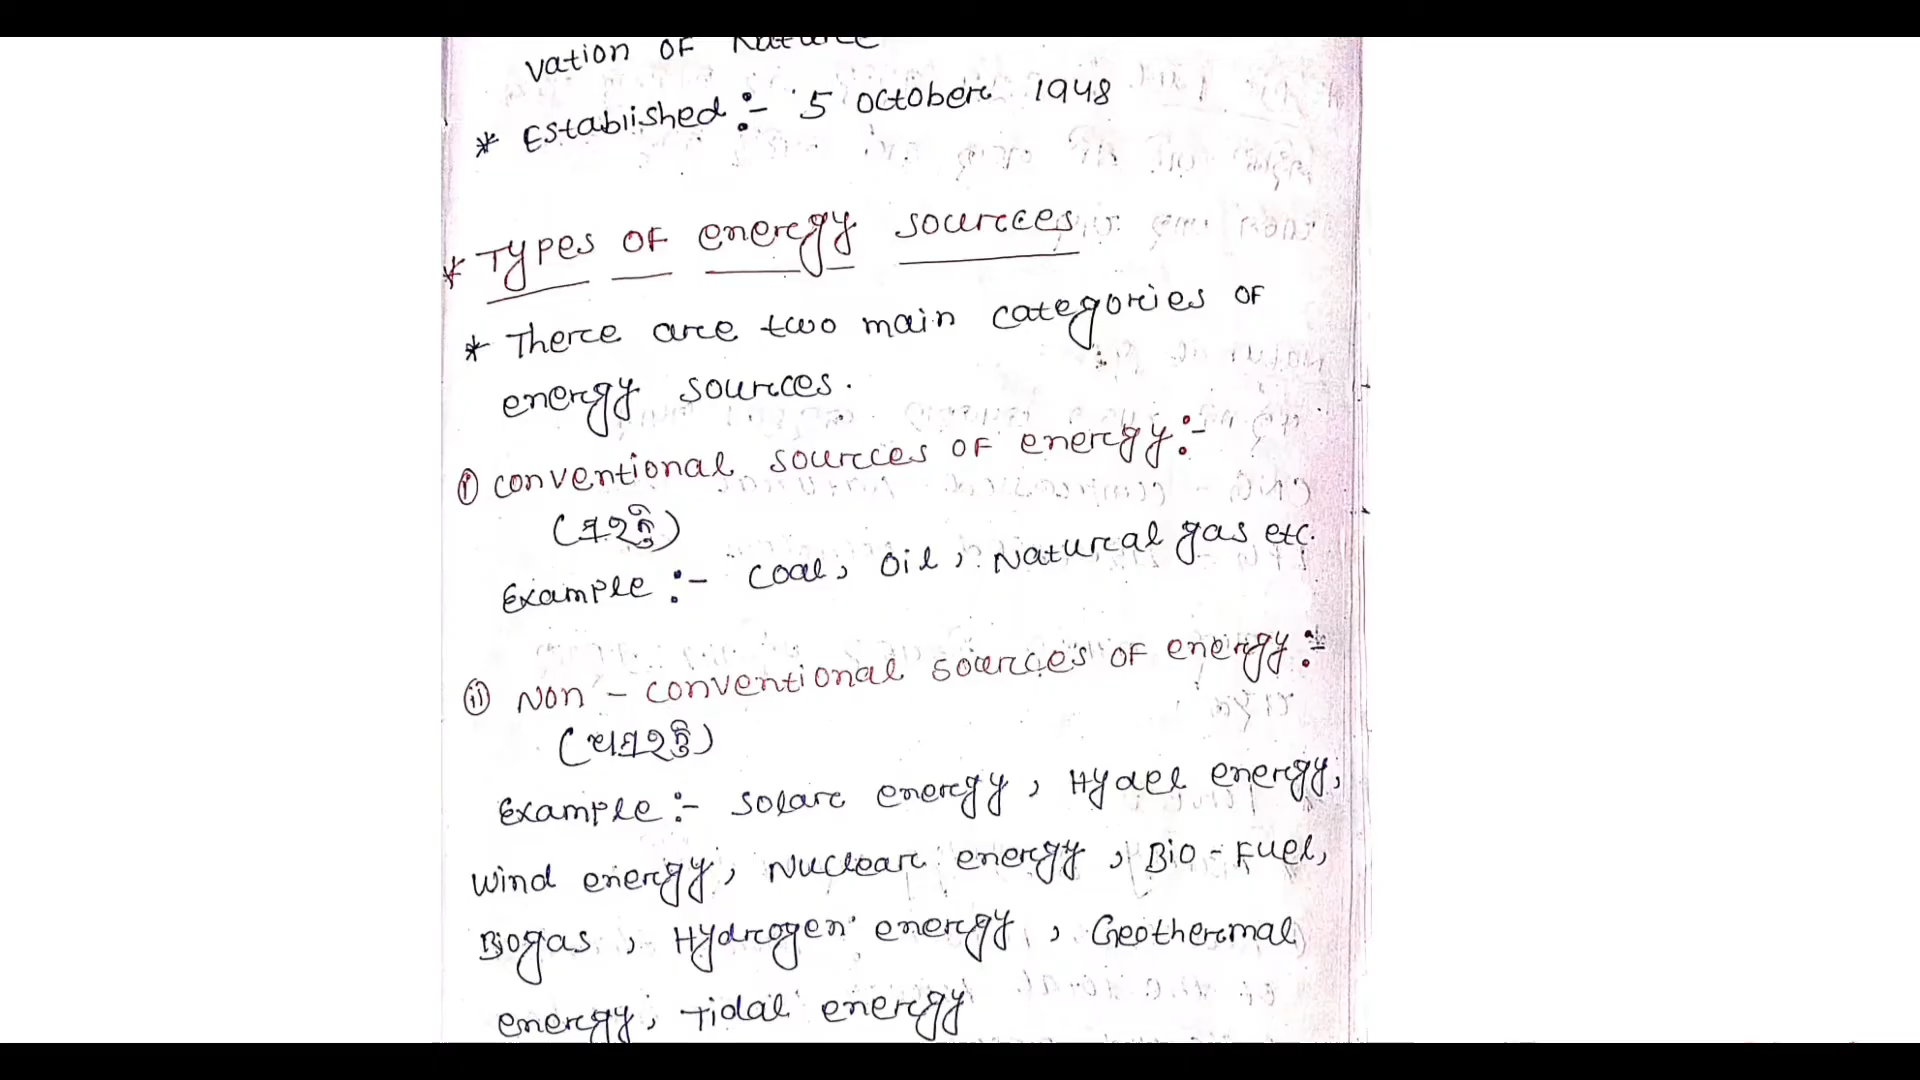 vation of Nature
* Established :- 5 October 1948
* Types of energy sources
* There are two main categories of
energy sources.
(i) Conventional sources of energy :-
Example :- Coal, Oil, Natural gas etc.
(ii) Non - conventional sources of energy :-
Example :- Solar energy, Hydel energy,
Wind energy, Nuclear energy, Bio - Fuel,
Biogas, Hydrogen energy, Geothermal
energy, Tidal energy